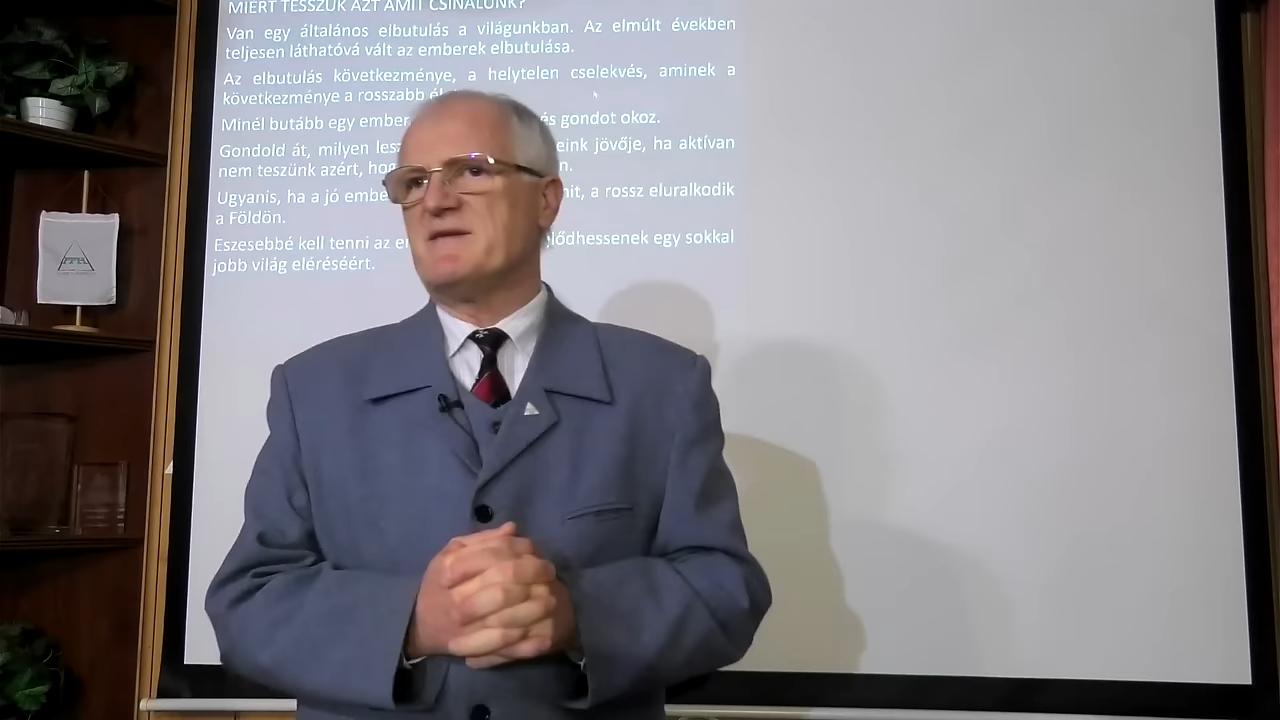 MIÉRT TESSZÜK AZT AMIT CSINÁLUNK?
Van egy általános elbutulás a világunkban. Az elmúlt években
teljesen láthatóvá vált az emberek elbutulása.
Az elbutulás következménye, a helytelen cselekvés, aminek a
következménye a rosszabb
Minél butább egy ember és gondot okoz.
Gondold át, milyen jövője, ha aktívan
nem teszünk azért,
Ugyanis, ha a jó a rossz eluralkodik
a Földön.
Eszesebbé kell tenni az egy sokkal
jobb világ eléréséért.